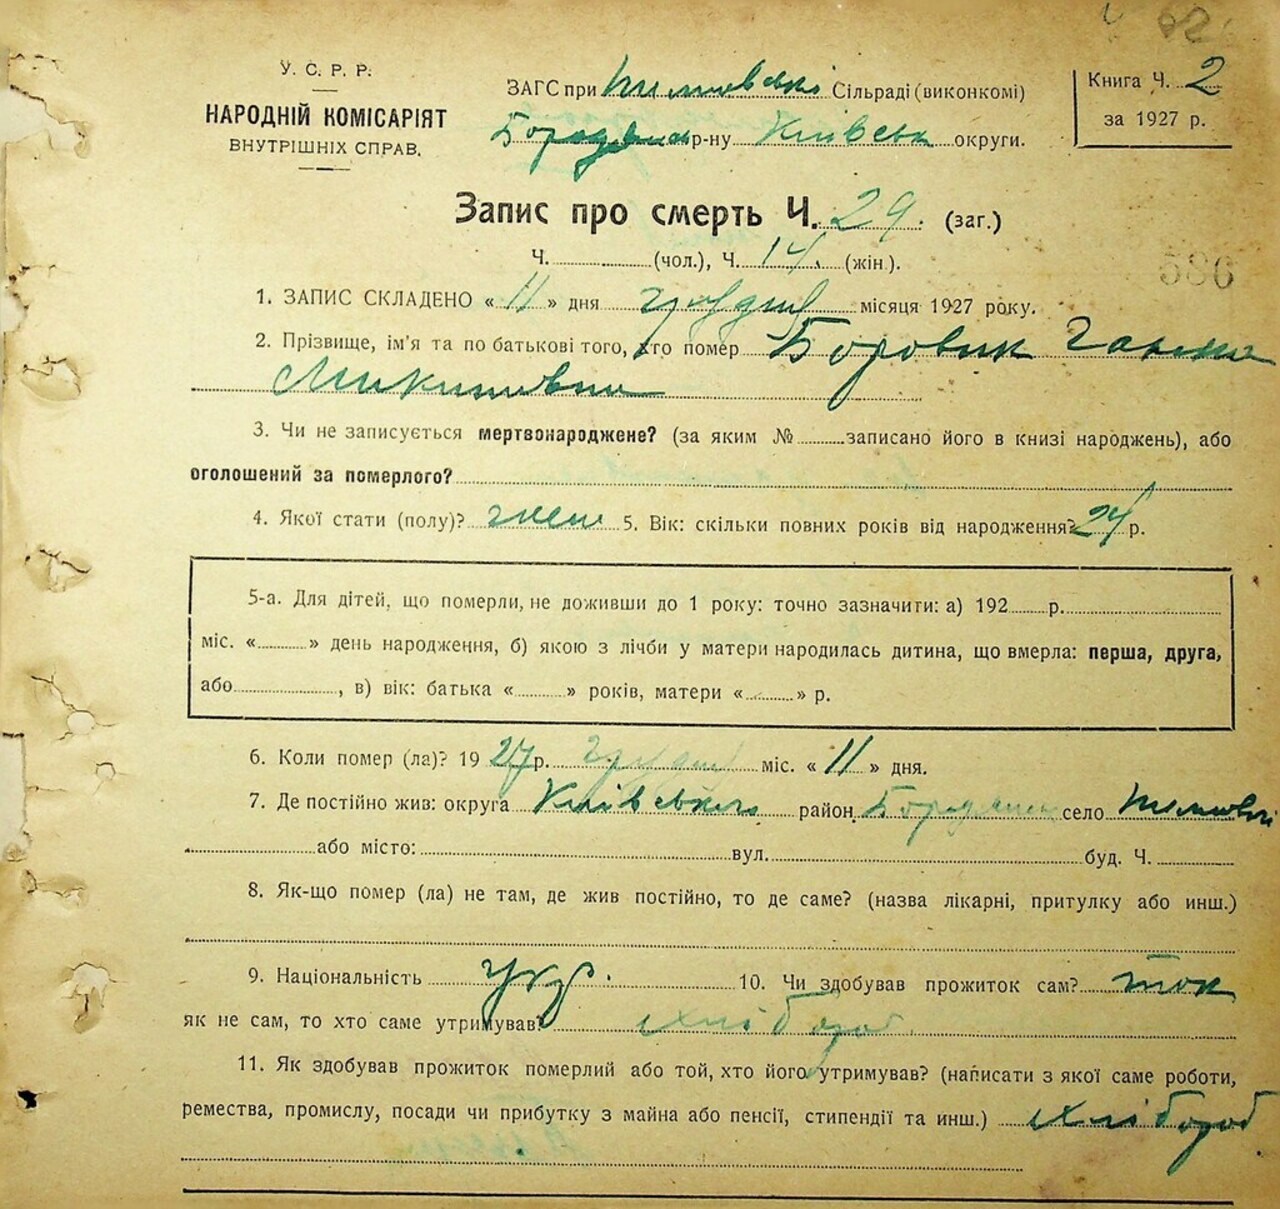 У. С. Р. Р.
НАРОДНІЙ КОМІСАРІЯТ
ВНУТРІШНІХ СПРАВ.
ЗАГС при Сільраді (виконкомі)
р-ну Київськ округи.
Книга Ч. 2
за 1927 р.
Запис про смерть Ч. 29. (заг.)
Ч. (чол.), Ч. 14. (жін.).
586
1. ЗАПИС СКЛАДЕНО « 11 » дня грудня місяця 1927 року.
2. Прізвище, ім'я та по батькові того, хто помер Боровик Ганна
Микитовна
3. Чи не записується мертвонароджене? (за яким № записано його в книзі народжень), або
оголошений за померлого?
4. Якої стати (полу)? жен 5. Вік: скільки повних років від народження? 24 р.
5-а. Для дітей, що померли, не доживши до 1 року: точно зазначити: а) 192 р.
міс. « » день народження, б) якою з лічби у матери народилась дитина, що вмерла: перша, друга,
або , в) вік: батька « » років, матери « » р.
6. Коли помер (ла)? 19 27 р. грудня міс. « 11 » дня.
7. Де постійно жив: округа Київського район Бородянськ село
або місто: вул. буд. Ч.
8. Як-що помер (ла) не там, де жив постійно, то де саме? (назва лікарні, притулку або инш.)
9. Національність укр. 10. Чи здобував прожиток сам? так
як не сам, то хто саме утримував? хлібороб
11. Як здобував прожиток померлий або той, хто його утримував? (написати з якої саме роботи,
ремества, промислу, посади чи прибутку з майна або пенсії, стипендії та инш.) хлібороб